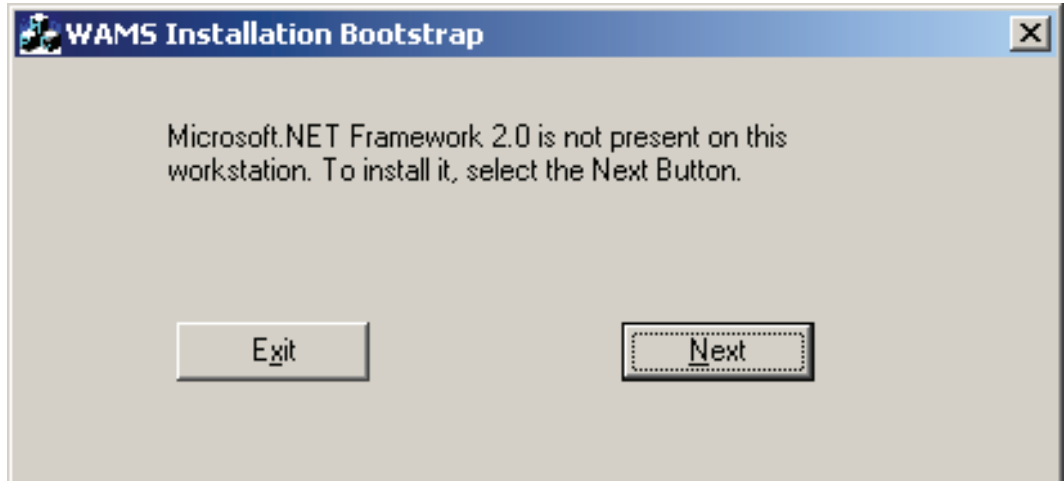 WAMS Installation Bootstrap
Microsoft.NET Framework 2.0 is not present on this
workstation. To install it, select the Next Button.
Exit
Next